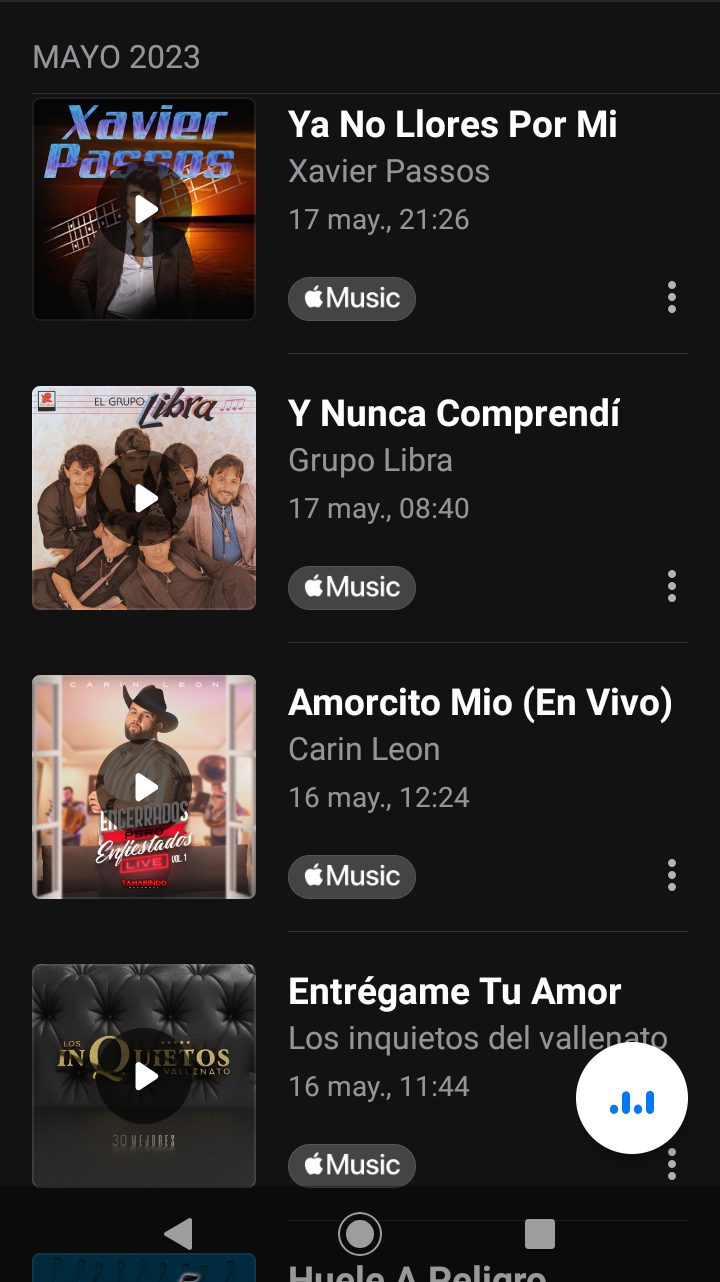 MAYO 2023
Xavier
Passos
Ya No Llores Por Mi
Xavier Passos
17 may., 21:26
Music
EL GRUPO Libra
Y Nunca Comprendí
Grupo Libra
17 may., 08:40
Music
CARIN LEON
ENCERRADOS
PERO
Enfiestados
LIVE VOL. 1
TAMARINDO
Amorcito Mio (En Vivo)
Carin Leon
16 may., 12:24
Music
LOS
INQUIETOS
VALLENATO
30 MEJORES
Entrégame Tu Amor
Los inquietos del vallenato
16 may., 11:44
Music
Huele A Peligro